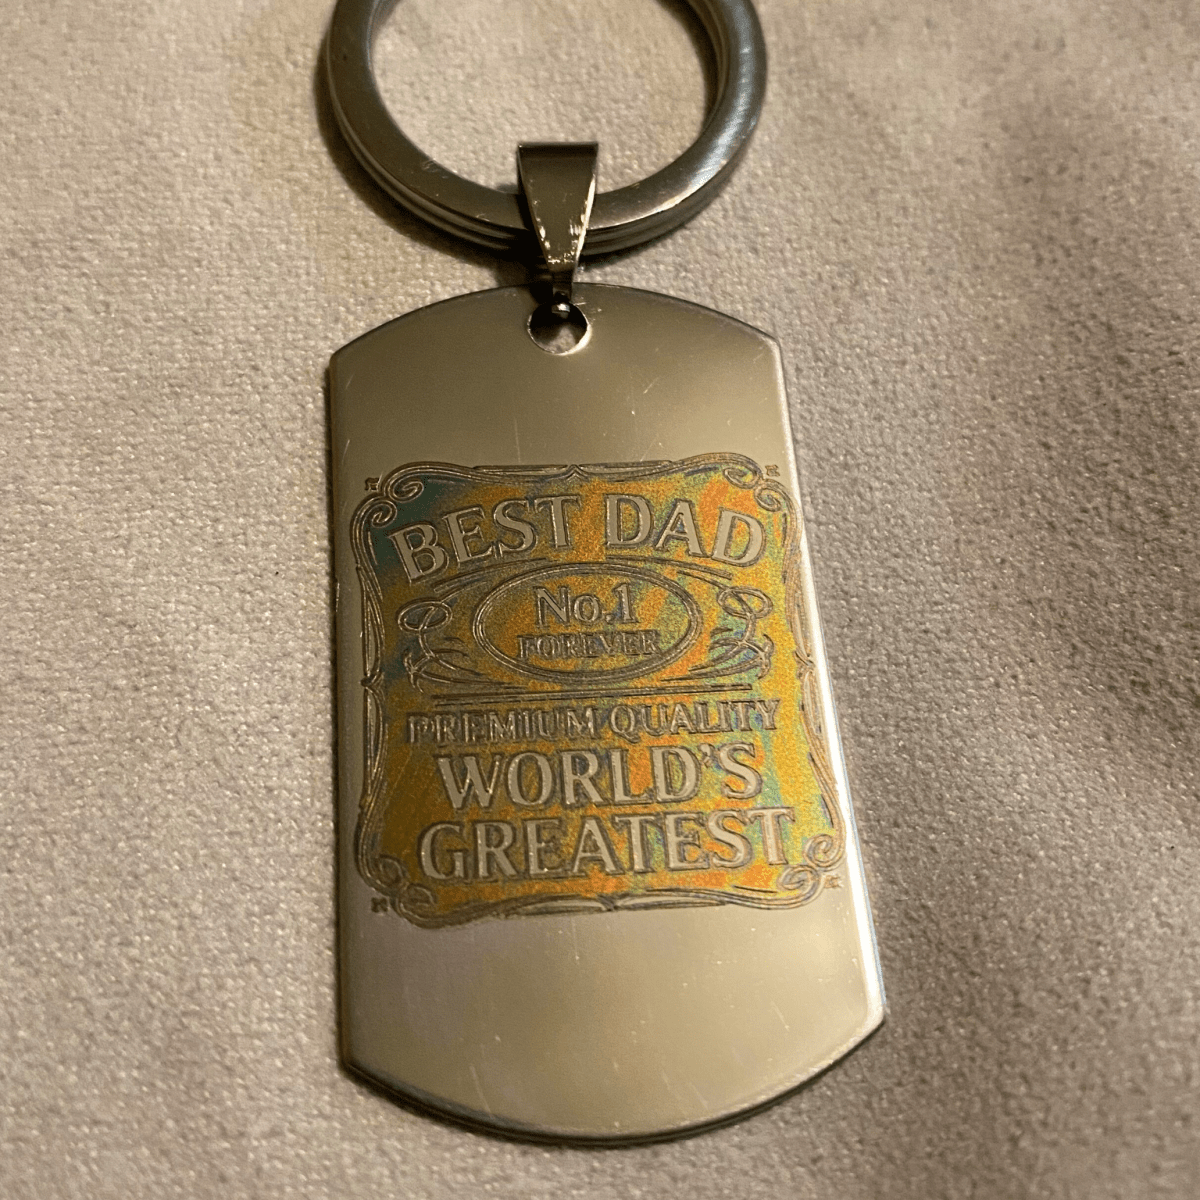 BEST DAD
No.1
FOREVER
PREMIUM QUALITY
WORLD'S
GREATEST